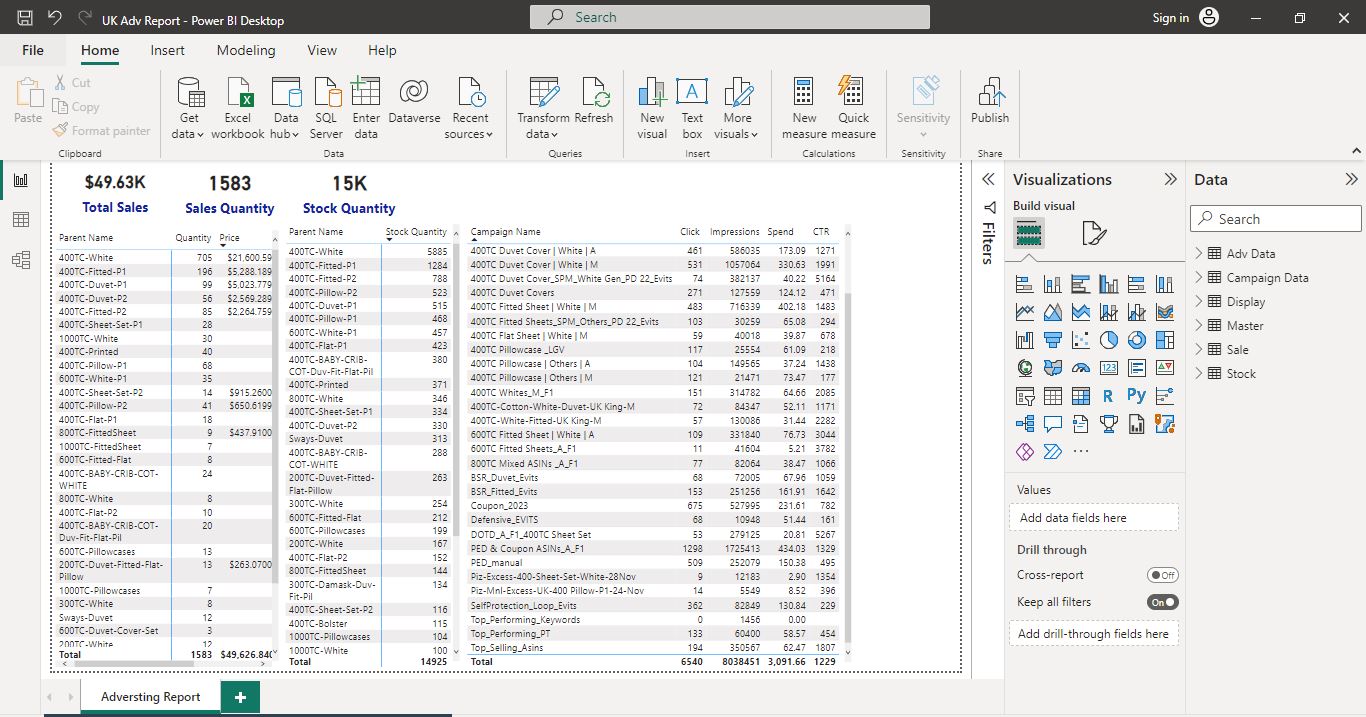 UK Adv Report - Power BI Desktop
Search
Sign in
File Home Insert Modeling View Help
Paste
Cut
Copy
Format painter
Clipboard
Get data
Excel workbook
Data hub
SQL Server
Enter data
Dataverse
Recent sources
Data
Transform data
Refresh
Queries
New visual
Text box
More visuals
Insert
New measure
Quick measure
Calculations
Sensitivity
Sensitivity
Publish
Share
$49.63K
Total Sales
1583
Sales Quantity
15K
Stock Quantity
Parent Name Quantity Price
400TC-White 705 $21,600.59
400TC-Fitted-P1 196 $5,288.189
400TC-Duvet-P1 99 $5,023.779
400TC-Duvet-P2 56 $2,569.289
400TC-Fitted-P2 85 $2,264.759
400TC-Sheet-Set-P1 28
1000TC-White 30
400TC-Printed 40
400TC-Pillow-P1 68
600TC-White-P1 35
400TC-Sheet-Set-P2 14 $915.2600
400TC-Pillow-P2 41 $650.6199
400TC-Flat-P1 18
800TC-FittedSheet 9 $437.9100
1000TC-FittedSheet 7
600TC-Fitted-Flat 8
400TC-BABY-CRIB-COT- 24
WHITE
800TC-White 8
400TC-Flat-P2 10
400TC-BABY-CRIB-COT- 20
Duv-Fit-Flat-Pil
600TC-Pillowcases 13
200TC-Duvet-Fitted-Flat- 13 $263.0700
Pillow
1000TC-Pillowcases 7
300TC-White 8
Sways-Duvet 12
600TC-Duvet-Cover-Set 3
200TC-White 12
Total 1583 $49,626.840
Parent Name Stock Quantity
400TC-White 5885
400TC-Fitted-P1 1284
400TC-Fitted-P2 788
400TC-Pillow-P2 523
400TC-Duvet-P1 515
400TC-Pillow-P1 468
600TC-White-P1 457
400TC-Flat-P1 423
400TC-BABY-CRIB- 380
COT-Duv-Fit-Flat-Pil
400TC-Printed 371
800TC-White 346
400TC-Sheet-Set-P1 334
400TC-Duvet-P2 330
Sways-Duvet 313
400TC-BABY-CRIB- 288
COT-WHITE
200TC-Duvet-Fitted- 263
Flat-Pillow
300TC-White 254
600TC-Fitted-Flat 212
600TC-Pillowcases 199
200TC-White 167
400TC-Flat-P2 152
800TC-FittedSheet 144
300TC-Damask-Duv- 134
Fit-Pil
400TC-Sheet-Set-P2 116
400TC-Bolster 115
1000TC-Pillowcases 104
1000TC-White 100
Total 14925
Campaign Name Click Impressions Spend CTR
400TC Duvet Cover | White | A 461 586035 173.09 1271
400TC Duvet Cover | White | M 531 1057064 330.63 1991
400TC Duvet Cover_SPM_White Gen_PD 22_Evits 74 382137 40.22 5164
400TC Duvet Covers 271 127559 124.12 471
400TC Fitted Sheet | White | M 483 716339 402.18 1483
400TC Fitted Sheets_SPM_Others_PD 22_Evits 103 30259 65.08 294
400TC Flat Sheet | White | M 59 40018 39.87 678
400TC Pillowcase _LGV 117 25554 61.09 218
400TC Pillowcase | Others | A 104 149565 37.24 1438
400TC Pillowcase | Others | M 121 21471 73.47 177
400TC Whites_M_F1 151 314782 64.66 2085
400TC-Cotton-White-Duvet-UK King-M 72 84347 52.11 1171
400TC-White-Fitted-UK King-M 57 130086 31.44 2282
600TC Fitted Sheet | White | A 109 331840 76.73 3044
600TC Fitted Sheets_A_F1 11 41604 5.21 3782
800TC Mixed ASINs _A_F1 77 82064 38.47 1066
BSR_Duvet_Evits 68 72005 67.96 1059
BSR_Fitted_Evits 153 251256 161.91 1642
Coupon_2023 675 527995 231.61 782
Defensive_EVITS 68 10948 51.44 161
DOTD_A_F1_400TC Sheet Set 53 279125 20.81 5267
PED & Coupon ASINs_A_F1 1298 1725413 434.03 1329
PED_manual 509 252079 150.38 495
Piz-Excess-400-Sheet-Set-White-28Nov 9 12183 2.90 1354
Piz-Mnl-Excess-UK-400 Pillow-P1-24-Nov 14 5549 8.52 396
SelfProtection_Loop_Evits 362 82849 130.84 229
Top_Performing_Keywords 0 1456 0.00
Top_Performing_PT 133 60400 58.57 454
Top_Selling_Asins 194 350567 62.47 1807
Total 6540 8038451 3,091.66 1229
Filters
Visualizations
Build visual
123
R
Py
Values
Add data fields here
Drill through
Cross-report
Off
Keep all filters
On
Add drill-through fields here
Data
Search
Adv Data
Campaign Data
Display
Master
Sale
Stock
Adversting Report